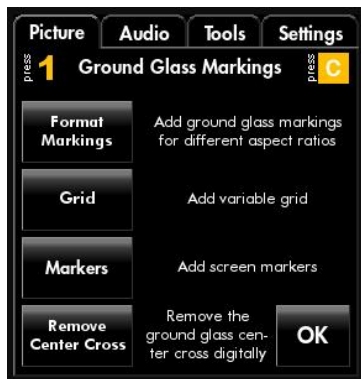 Picture Audio Tools Settings
press 1 Ground Glass Markings press C
Format
Markings
Add ground glass markings
for different aspect ratios
Grid
Add variable grid
Markers
Add screen markers
Remove
Center Cross
Remove the
ground glass cen-
ter cross digitally
OK